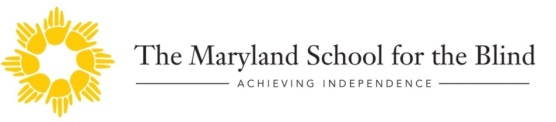 The Maryland School for the Blind
ACHIEVING INDEPENDENCE